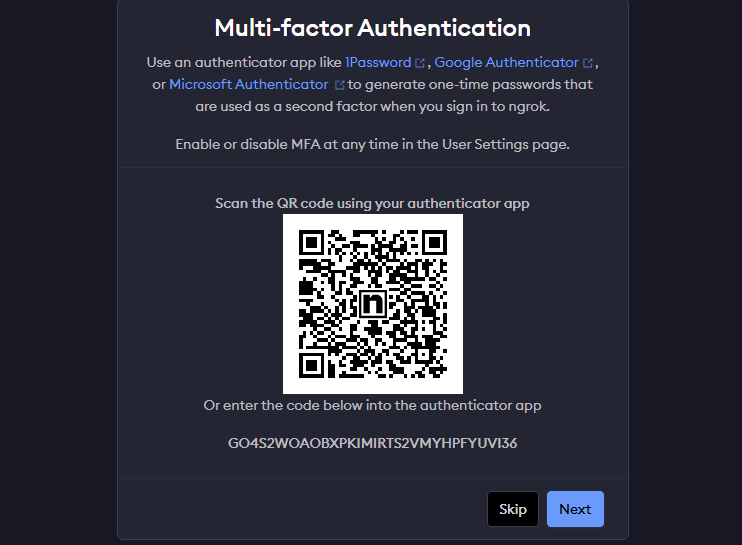 Multi-factor Authentication
Use an authenticator app like 1Password, Google Authenticator,
or Microsoft Authenticator to generate one-time passwords that
are used as a second factor when you sign in to ngrok.
Enable or disable MFA at any time in the User Settings page.
Scan the QR code using your authenticator app
n
Or enter the code below into the authenticator app
GO4S2WOAOBXPKIMIRTS2VMYHPFYUVI36
Skip
Next